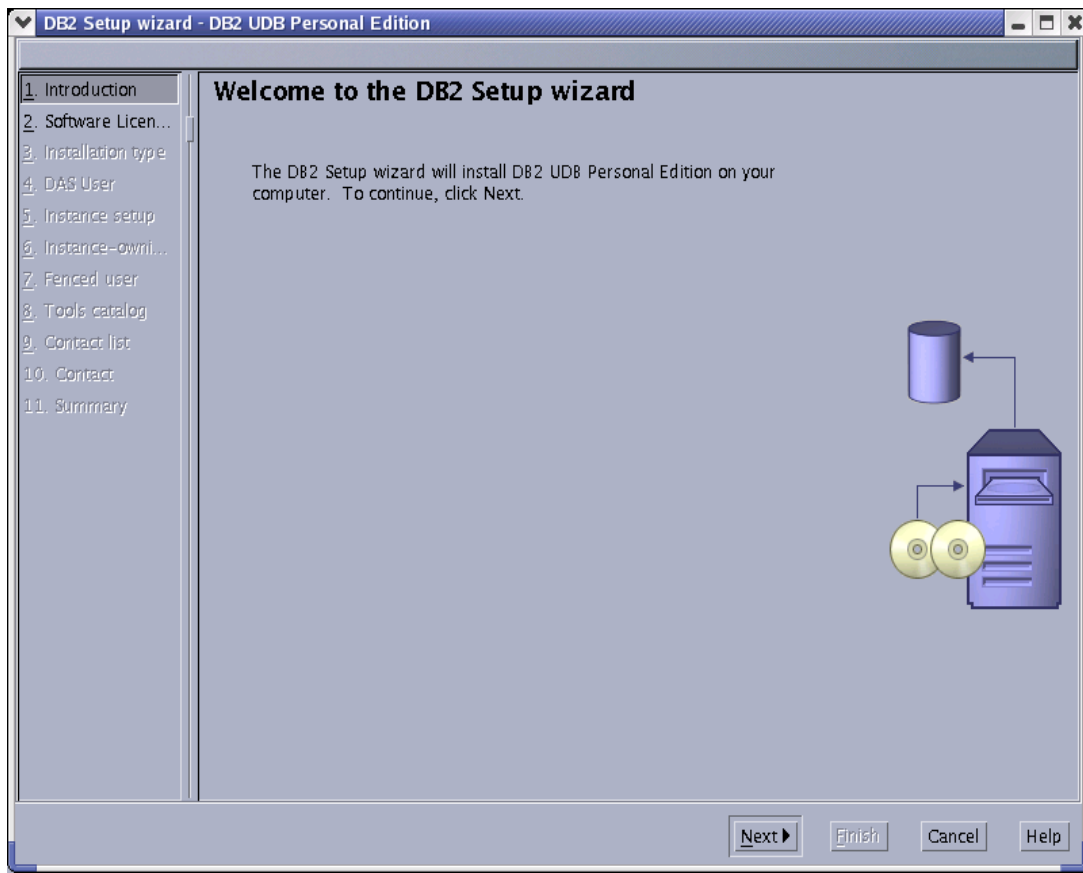 DB2 Setup wizard - DB2 UDB Personal Edition
1. Introduction
2. Software Licen...
3. Installation type
4. DAS User
5. Instance setup
6. Instance-owni...
7. Fenced user
8. Tools catalog
9. Contact list
10. Contact
11. Summary
Welcome to the DB2 Setup wizard
The DB2 Setup wizard will install DB2 UDB Personal Edition on your
computer. To continue, click Next.
Next
Finish
Cancel
Help